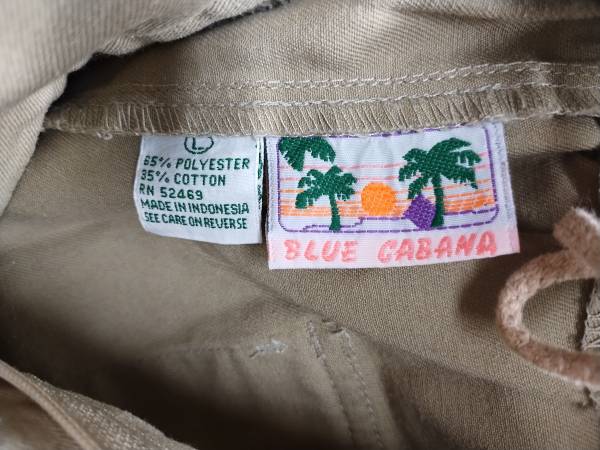 L
65% POLYESTER
35% COTTON
RN 52469
MADE IN INDONESIA
SEE CARE ON REVERSE
BLUE CABANA